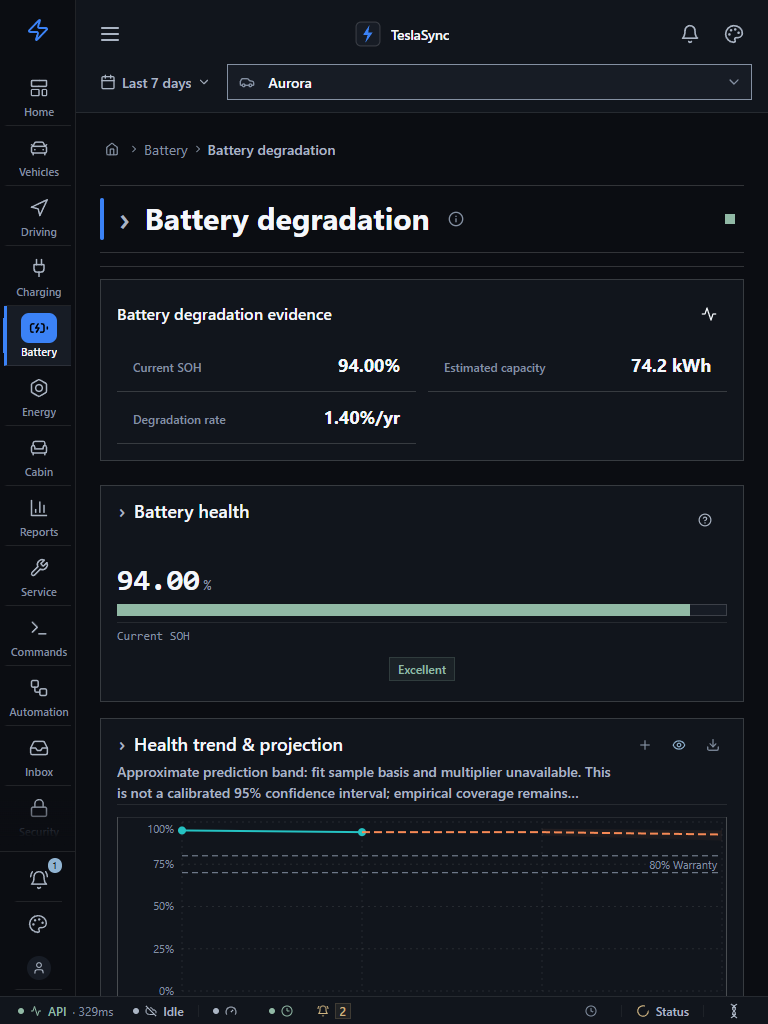 TeslaSync
Last 7 days
Aurora
Home
Vehicles
Driving
Charging
Battery
Energy
Cabin
Reports
Service
Commands
Automation
Inbox
Security
1
Battery
Battery degradation
Battery degradation
Battery degradation evidence
Current SOH 94.00%
Estimated capacity 74.2 kWh
Degradation rate 1.40%/yr
Battery health
94.00%
Current SOH
Excellent
Health trend & projection
Approximate prediction band: fit sample basis and multiplier unavailable. This
is not a calibrated 95% confidence interval; empirical coverage remains...
100%
75%
80% Warranty
50%
25%
0%
API · 329ms
Idle
2
Status